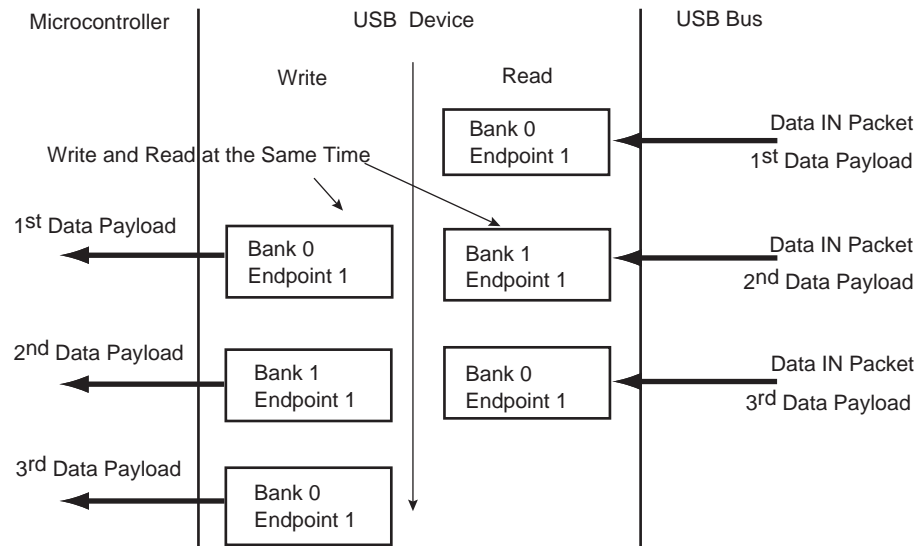 Microcontroller
USB Device
USB Bus
Write
Read
Bank 0
Endpoint 1
Data IN Packet
1st Data Payload
Write and Read at the Same Time
1st Data Payload
Bank 0
Endpoint 1
Bank 1
Endpoint 1
Data IN Packet
2nd Data Payload
2nd Data Payload
Bank 1
Endpoint 1
Bank 0
Endpoint 1
Data IN Packet
3rd Data Payload
3rd Data Payload
Bank 0
Endpoint 1